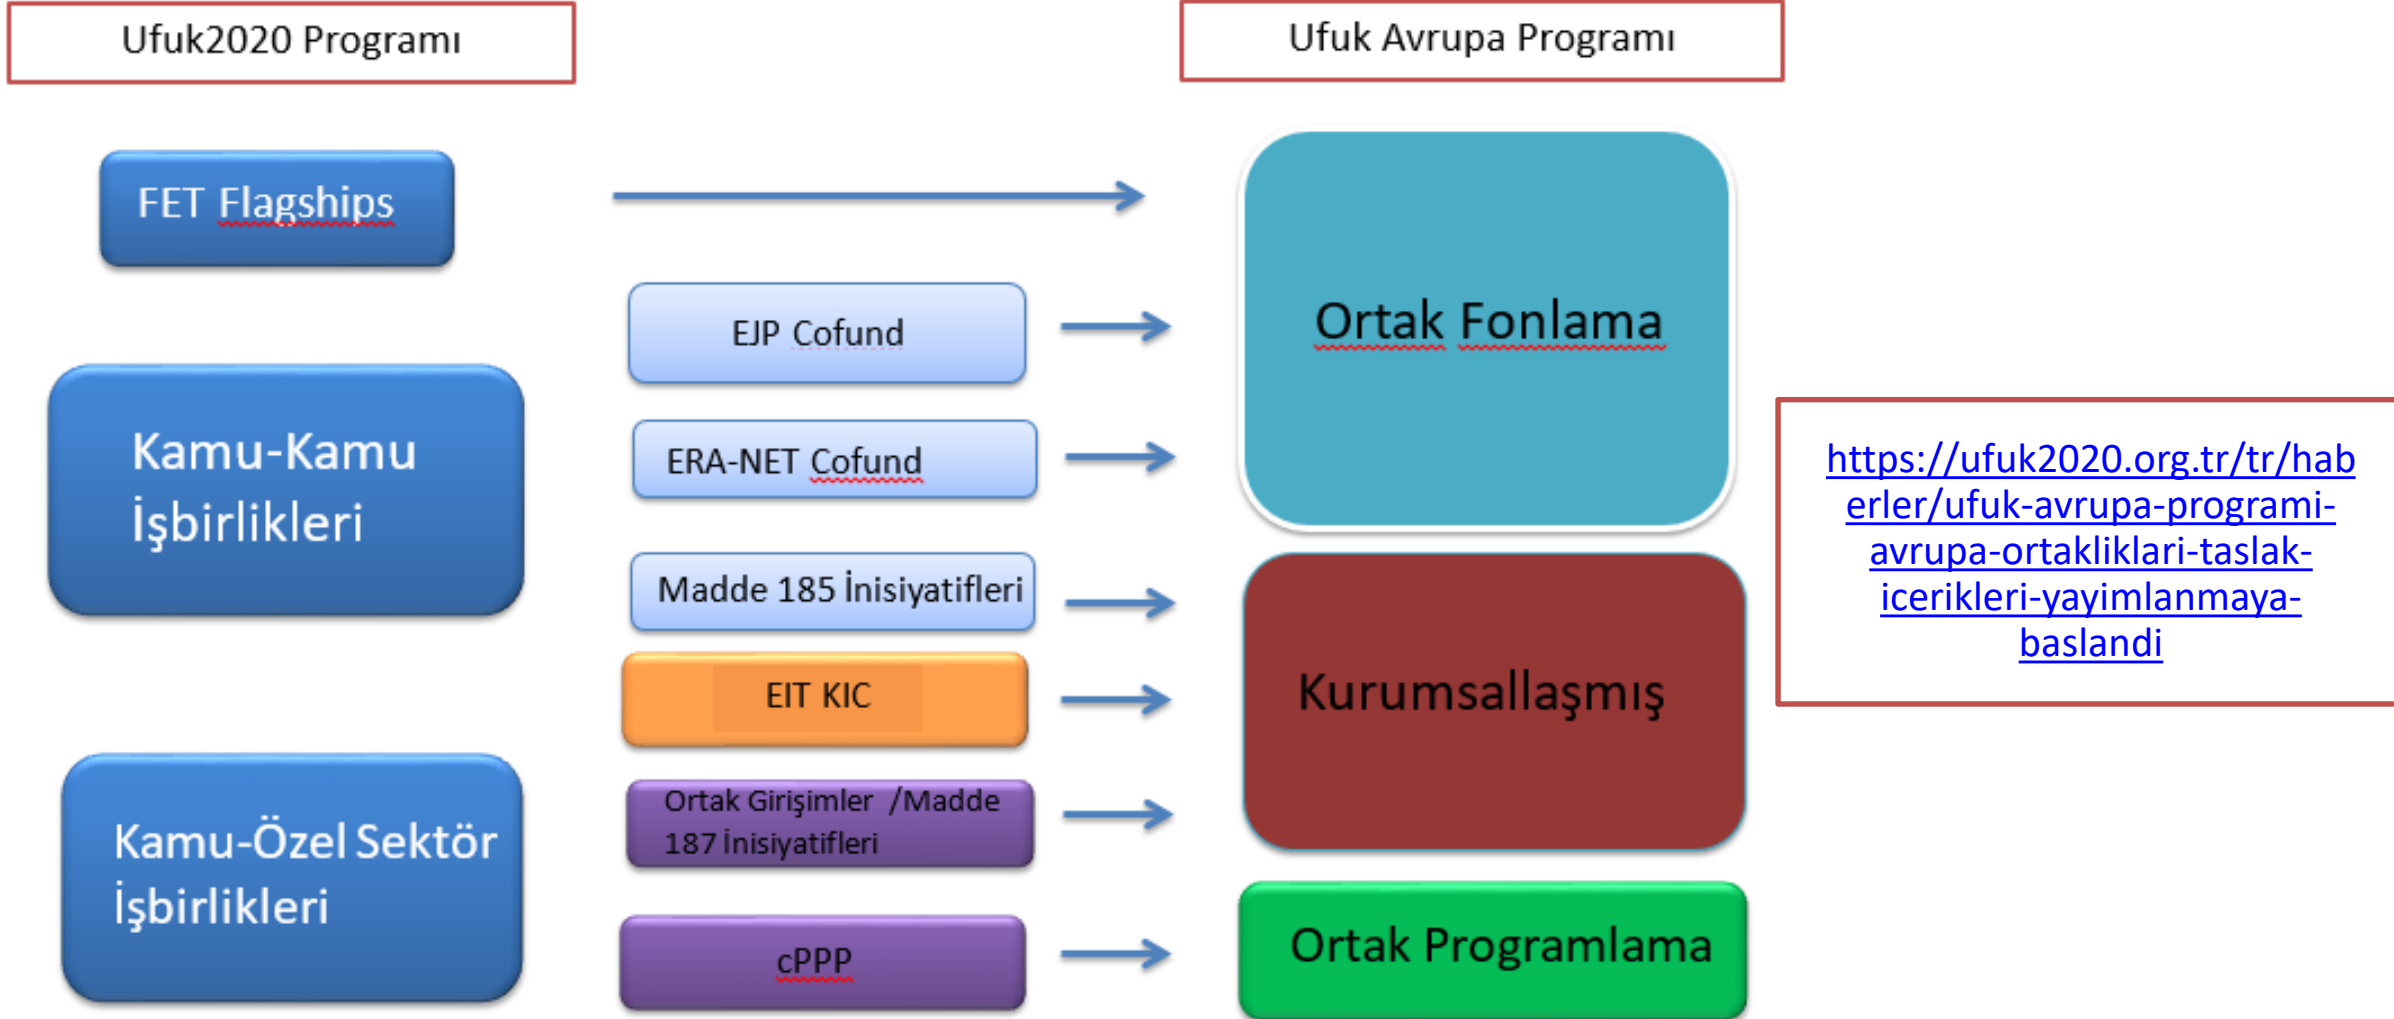 Ufuk2020 Programı
Ufuk Avrupa Programı
FET Flagships
EJP Cofund
Ortak Fonlama
Kamu-Kamu
İşbirlikleri
ERA-NET Cofund
https://ufuk2020.org.tr/tr/hab
erler/ufuk-avrupa-programi-
avrupa-ortakliklari-taslak-
icerikleri-yayimlanmaya-
baslandi
Madde 185 İnisiyatifleri
EIT KIC
Kurumsallaşmış
Ortak Girişimler /Madde
187 İnisiyatifleri
Kamu-Özel Sektör
İşbirlikleri
cPPP
Ortak Programlama